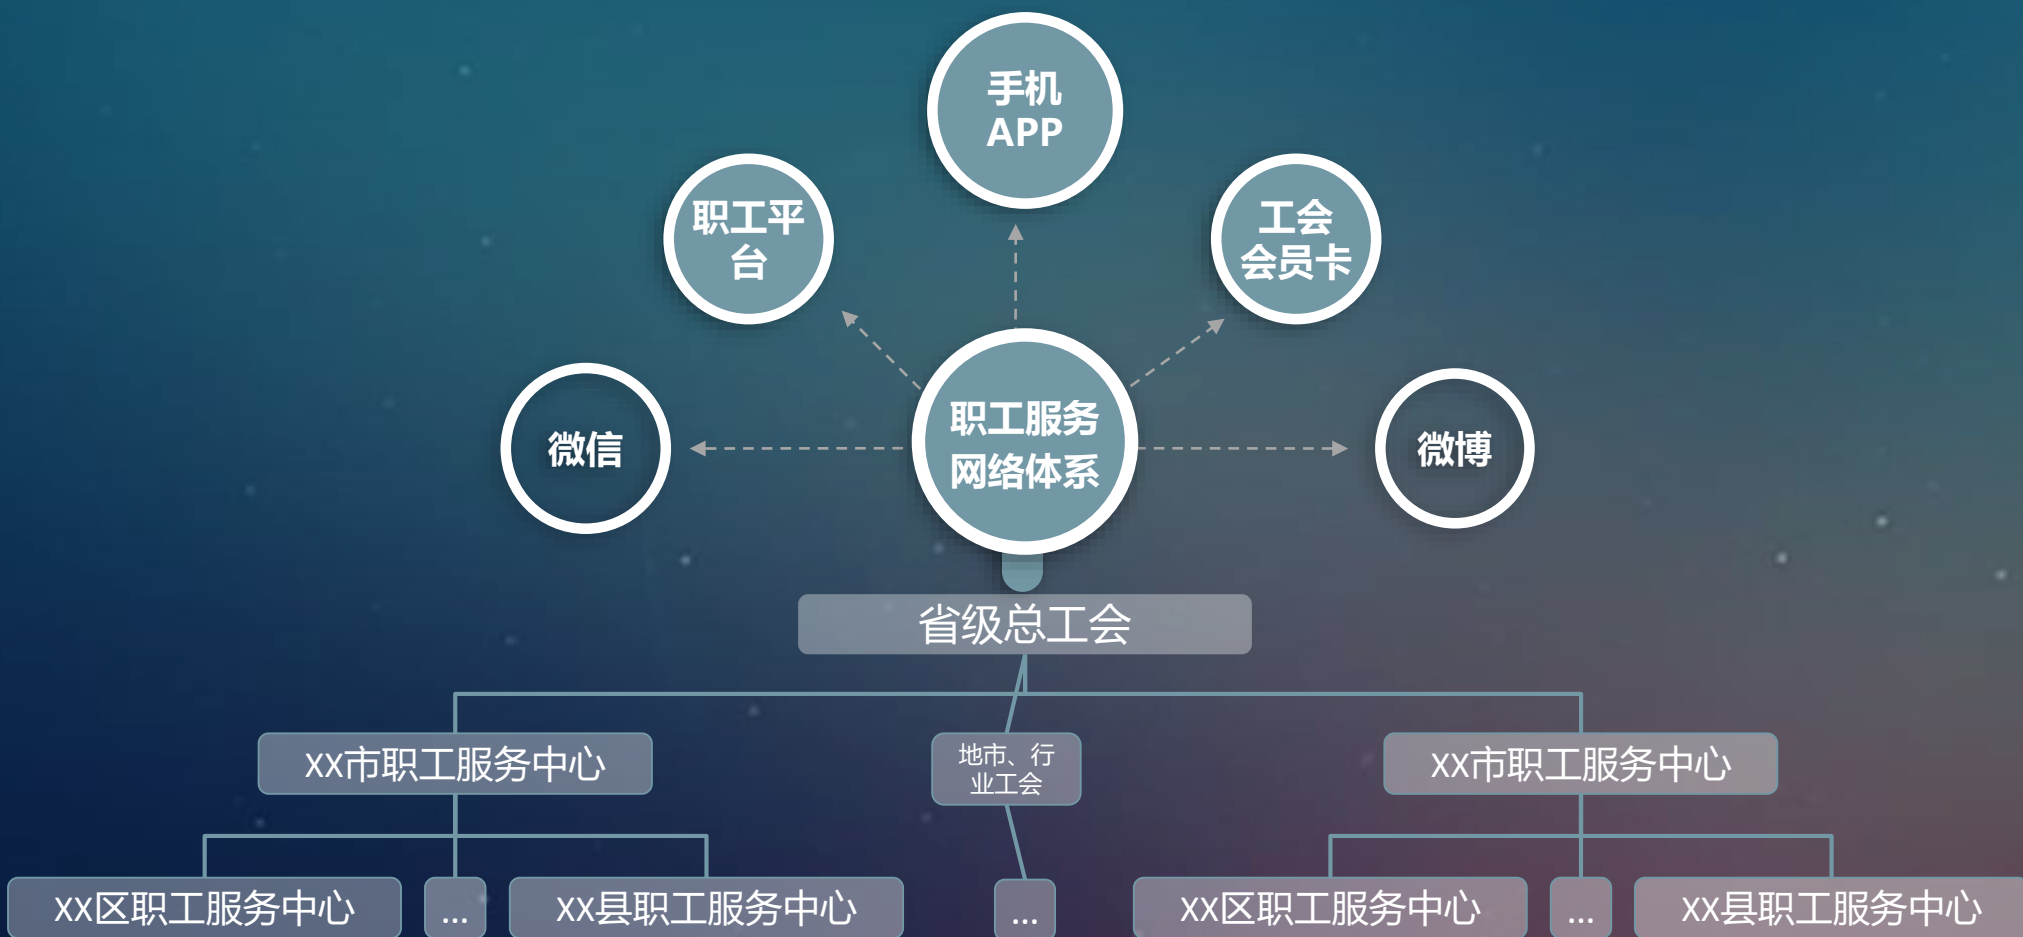 手机
APP
职工平
台
工会
会员卡
微信
职工服务
网络体系
微博
省级总工会
XX市职工服务中心
地市、行
业工会
XX市职工服务中心
XX区职工服务中心
...
XX县职工服务中心
...
XX区职工服务中心
...
XX县职工服务中心